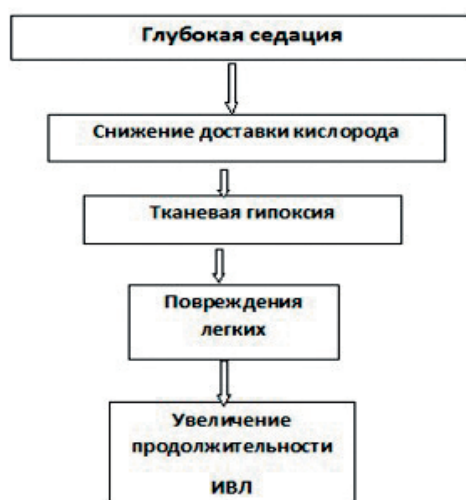 Глубокая седация
Снижение доставки кислорода
Тканевая гипоксия
Повреждения
легких
Увеличение
продолжительности
ИВЛ